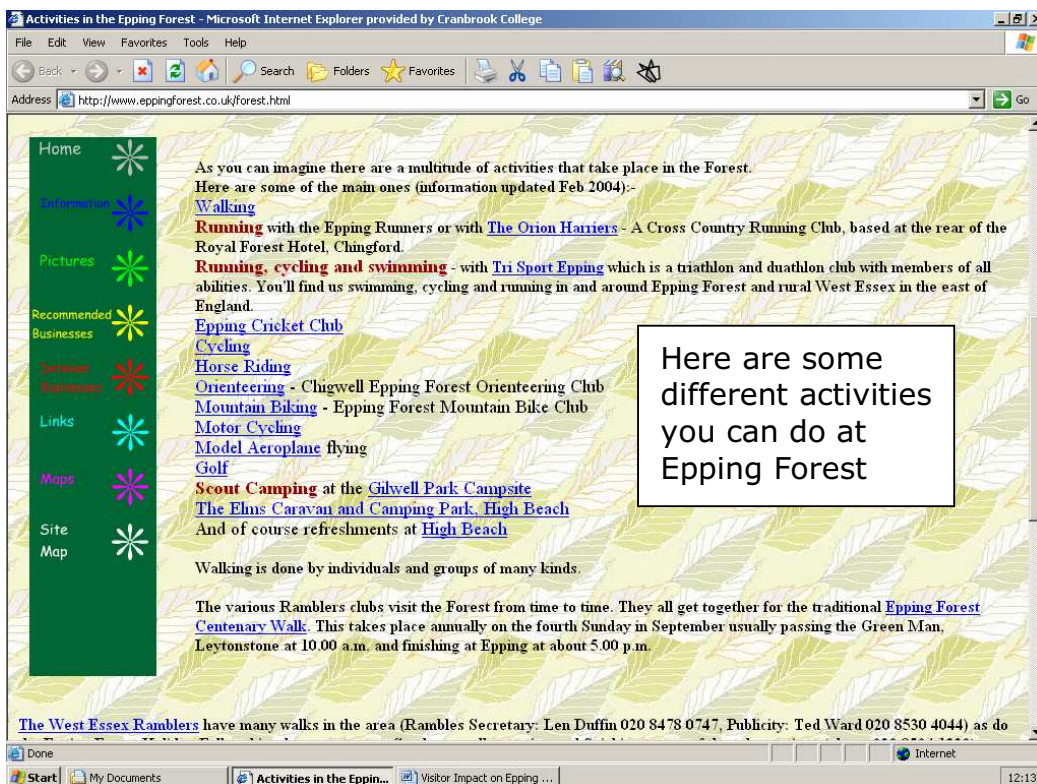 Activities in the Epping Forest - Microsoft Internet Explorer provided by Cranbrook College
File Edit View Favorites Tools Help
Back Search Folders Favorites
Address http://www.eppingforest.co.uk/forest.html Go
Home
Information
Pictures
Recommended
Businesses
Detailed
Businesses
Links
Maps
Site
Map
As you can imagine there are a multitude of activities that take place in the Forest.
Here are some of the main ones (information updated Feb 2004):-
Walking
Running with the Epping Runners or with The Orion Harriers - A Cross Country Running Club, based at the rear of the
Royal Forest Hotel, Chingford.
Running, cycling and swimming - with Tri Sport Epping which is a triathlon and duathlon club with members of all
abilities. You'll find us swimming, cycling and running in and around Epping Forest and rural West Essex in the east of
England.
Epping Cricket Club
Cycling
Horse Riding
Orienteering - Chigwell Epping Forest Orienteering Club
Mountain Biking - Epping Forest Mountain Bike Club
Motor Cycling
Model Aeroplane flying
Golf
Scout Camping at the Gilwell Park Campsite
The Elms Caravan and Camping Park, High Beach
And of course refreshments at High Beach
Here are some
different activities
you can do at
Epping Forest
Walking is done by individuals and groups of many kinds.
The various Ramblers clubs visit the Forest from time to time. They all get together for the traditional Epping Forest
Centenary Walk. This takes place annually on the fourth Sunday in September usually passing the Green Man,
Leytonstone at 10.00 a.m. and finishing at Epping at about 5.00 p.m.
The West Essex Ramblers have many walks in the area (Rambles Secretary: Len Duffin 020 8478 0747, Publicity: Ted Ward 020 8530 4044) as do
Done Internet
Start My Documents Activities in the Eppin... Visitor Impact on Epping ... 12:13